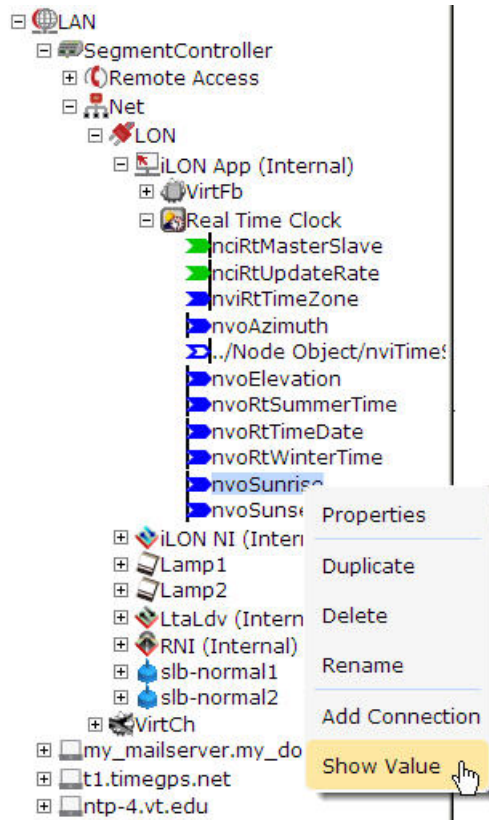 LAN
SegmentController
Remote Access
Net
LON
iLON App (Internal)
VirtFb
Real Time Clock
nciRtMasterSlave
nciRtUpdateRate
nviRtTimeZone
nvoAzimuth
../Node Object/nviTimeS
nvoElevation
nvoRtSummerTime
nvoRtTimeDate
nvoRtWinterTime
nvoSunrise
nvoSunse
iLON NI (Intern
Lamp1
Lamp2
LtaLdv (Intern
RNI (Internal)
slb-normal1
slb-normal2
VirtCh
my_mailserver.my_do
t1.timegps.net
ntp-4.vt.edu
Properties
Duplicate
Delete
Rename
Add Connection
Show Value